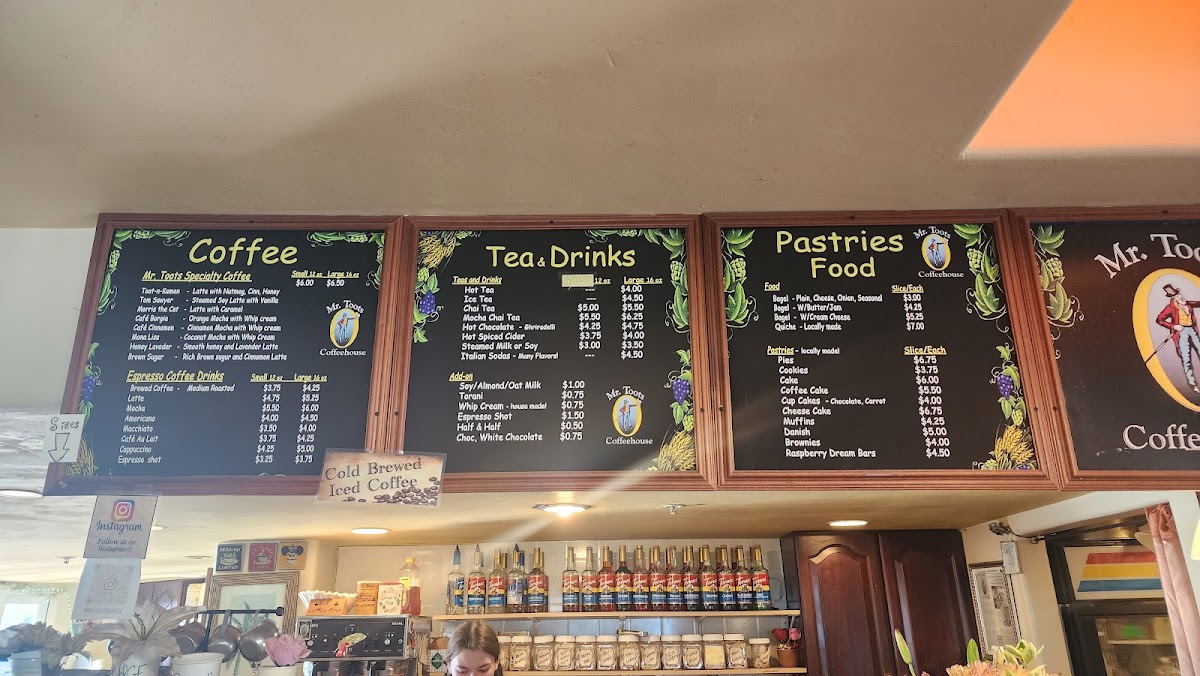 Coffee
Mr. Toots Specialty Coffee Small 12 oz Large 16 oz
$6.00 $6.50
Toot-n-Kamen - Latte with Nutmeg, Cinn, Honey
Tom Sawyer - Steamed Soy Latte with Vanilla
Morris the Cat - Latte with Caramel
Café Borgia - Orange Mocha with Whip cream
Café Cinnamon - Cinnamon Mocha with Whip cream
Mona Lisa - Coconut Mocha with Whip Cream
Honey Lavedar - Smooth honey and Lavender Latte
Brown Sugar - Rich Brown sugar and Cinnamon Latte
Mr. Toots
Coffeehouse
Espresso Coffee Drinks Small 12 oz Large 16 oz
Brewed Coffee - Medium Roasted $3.75 $4.25
Latte $4.75 $5.25
Mocha $5.50 $6.00
Americano $4.00 $4.50
Macchiato $3.50 $4.00
Café Au Lait $3.75 $4.25
Cappuccino $4.25 $5.00
Espresso shot $3.25 $3.75
Tea & Drinks
Teas and Drinks 12 oz Large 16 oz
Hot Tea --- $4.00
Ice Tea --- $4.50
Chai Tea $5.00 $5.50
Mocha Chai Tea $5.50 $6.25
Hot Chocolate - Ghriradelli $4.25 $4.75
Hot Spiced Cider $3.75 $4.00
Steamed Milk or Soy $3.00 $3.50
Italian Sodas - Many Flavors! --- $4.50
Add-on
Soy/Almond/Oat Milk $1.00
Torani $0.75
Whip Cream - house made! $0.75
Espresso Shot $1.50
Half & Half $0.50
Choc, White Chocolate $0.75
Mr. Toots
Coffeehouse
Pastries
Food
Mr. Toots
Coffeehouse
Food Slice/Each
Bagel - Plain, Cheese, Onion, Seasonal $3.00
Bagel - W/Butter/Jam $4.25
Bagel - W/Cream Cheese $5.25
Quiche - Locally made $7.00
Pastries - locally made! Slice/Each
Pies $6.75
Cookies $3.75
Cake $6.00
Coffee Cake $5.50
Cup Cakes - Chocolate, Carrot $4.00
Cheese Cake $6.75
Muffins $4.25
Danish $5.00
Brownies $4.00
Raspberry Dream Bars $4.50
Mr. Too
Coffe
Sizes
Cold Brewed
Iced Coffee
Instagram
Follow us on
Instagram!!